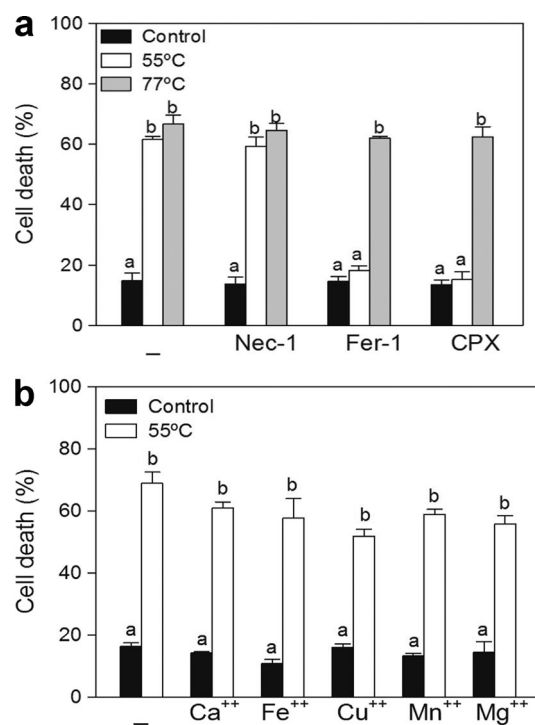 a
Control
55ºC
77ºC
Cell death (%)
100
80
60
40
20
0
a b b
a b b
a a b
a a b
_ Nec-1 Fer-1 CPX
b
Control
55ºC
Cell death (%)
100
80
60
40
20
0
a b
a b
a b
a b
a b
a b
_ Ca++ Fe++ Cu++ Mn++ Mg++